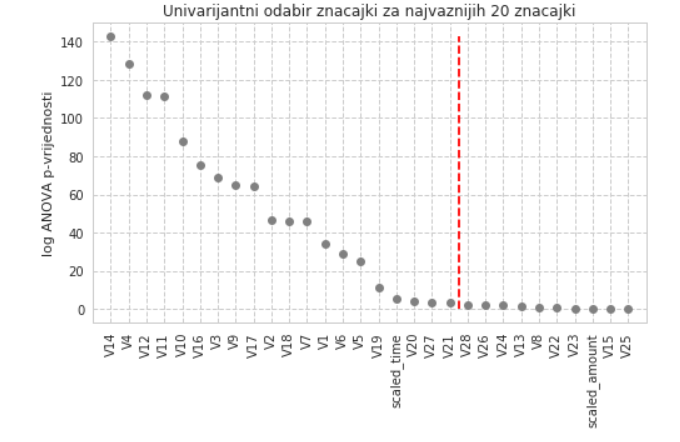 Univarijantni odabir znacajki za najvaznijih 20 znacajki
log ANOVA p-vrijednosti
140
120
100
80
60
40
20
0
V14
V4
V12
V11
V10
V16
V3
V9
V17
V2
V18
V7
V1
V6
V5
V19
scaled_time
V20
V27
V21
V28
V26
V24
V13
V8
V22
V23
scaled_amount
V15
V25